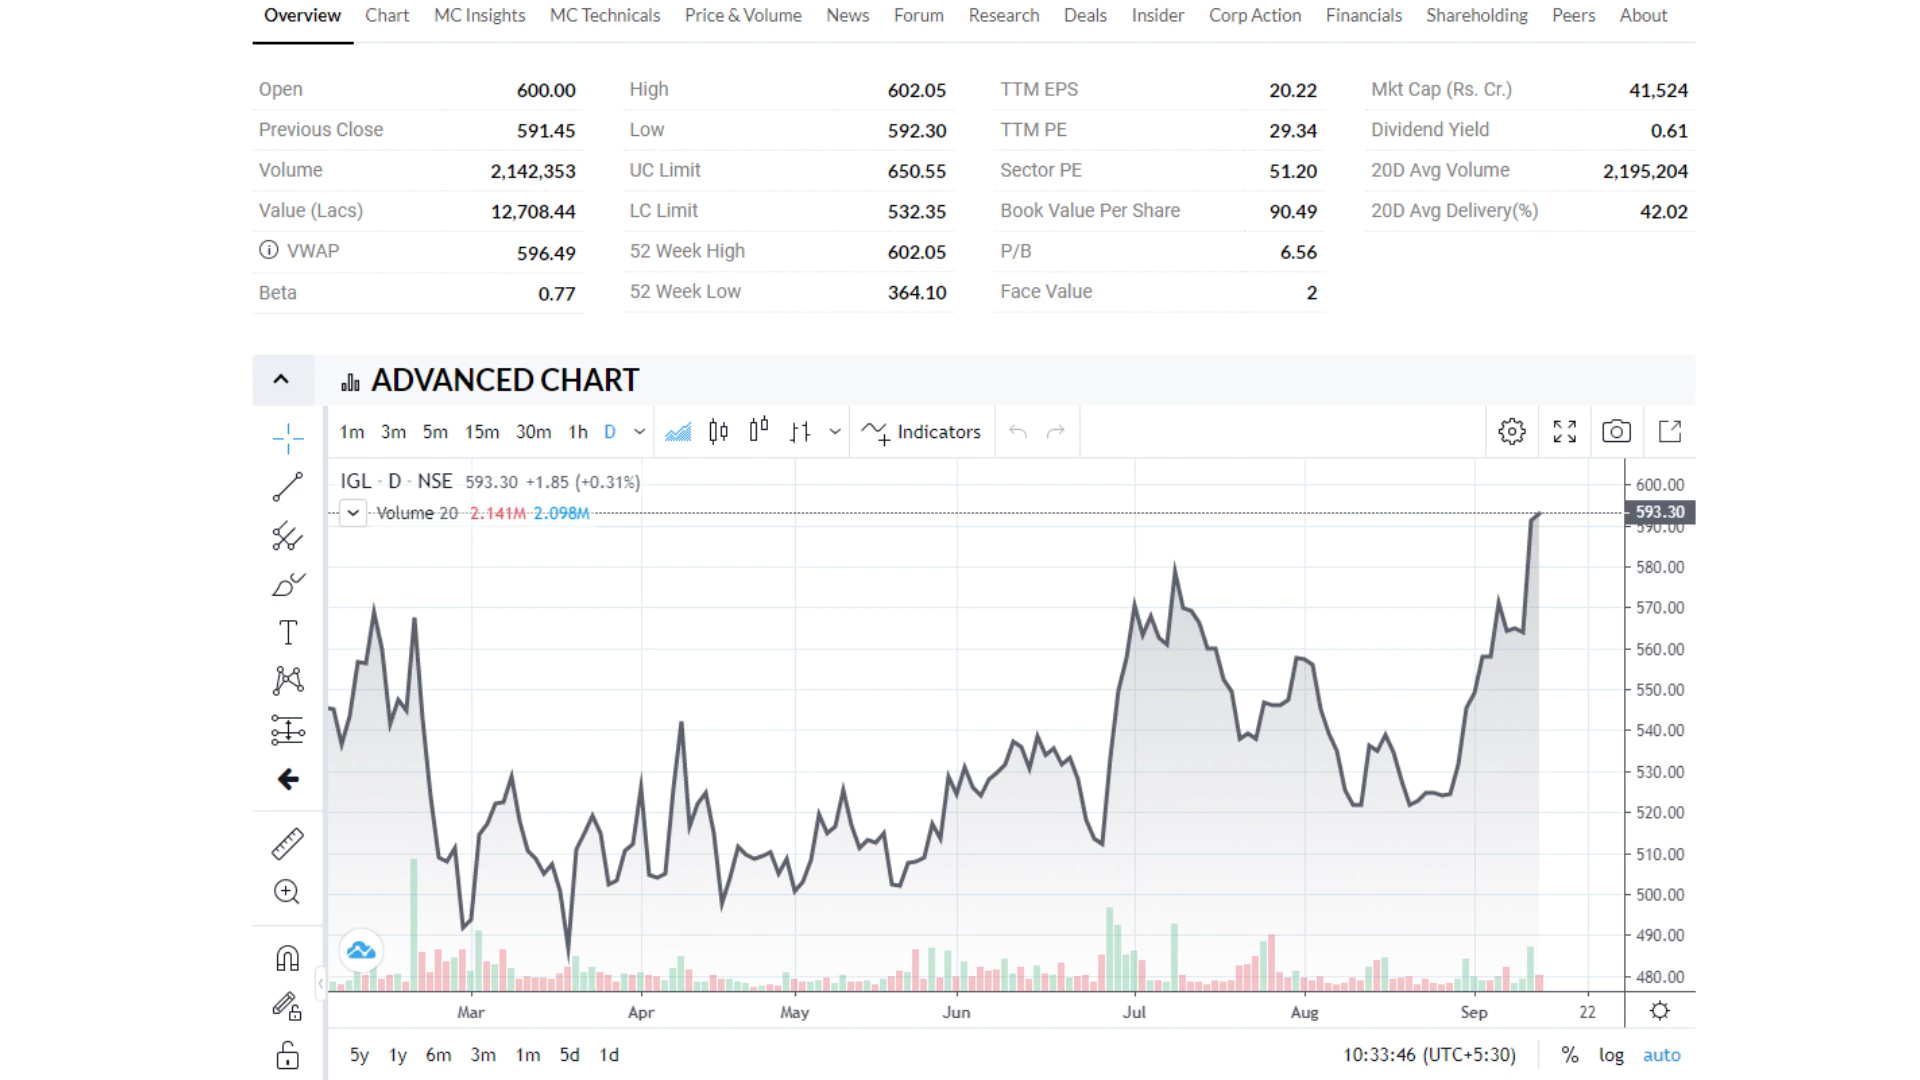 Overview Chart MC Insights MC Technicals Price & Volume News Forum Research Deals Insider Corp Action Financials Shareholding Peers About
Open 600.00 High 602.05 TTM EPS 20.22 Mkt Cap (Rs. Cr.) 41,524
Previous Close 591.45 Low 592.30 TTM PE 29.34 Dividend Yield 0.61
Volume 2,142,353 UC Limit 650.55 Sector PE 51.20 20D Avg Volume 2,195,204
Value (Lacs) 12,708.44 LC Limit 532.35 Book Value Per Share 90.49 20D Avg Delivery(%) 42.02
VWAP 596.49 52 Week High 602.05 P/B 6.56
Beta 0.77 52 Week Low 364.10 Face Value 2
ADVANCED CHART
1m 3m 5m 15m 30m 1h D Indicators
IGL · D · NSE 593.30 +1.85 (+0.31%)
Volume 20 2.141M 2.098M
600.00
593.30
590.00
580.00
570.00
560.00
550.00
540.00
530.00
520.00
510.00
500.00
490.00
480.00
Mar Apr May Jun Jul Aug Sep 22
5y 1y 6m 3m 1m 5d 1d 10:33:46 (UTC+5:30) % log auto